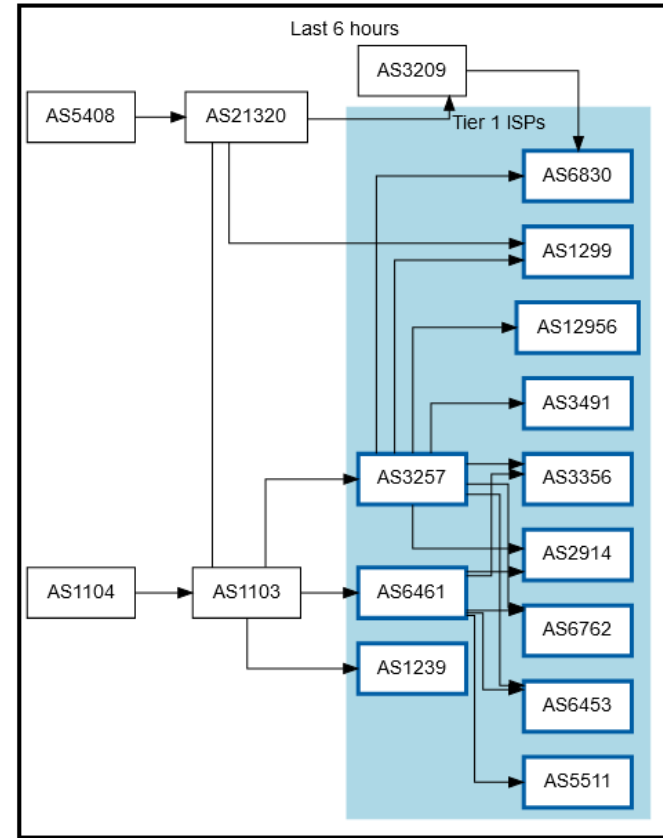 Last 6 hours
AS3209
AS5408
AS21320
Tier 1 ISPs
AS6830
AS1299
AS12956
AS3491
AS3257
AS3356
AS2914
AS1104
AS1103
AS6461
AS6762
AS1239
AS6453
AS5511